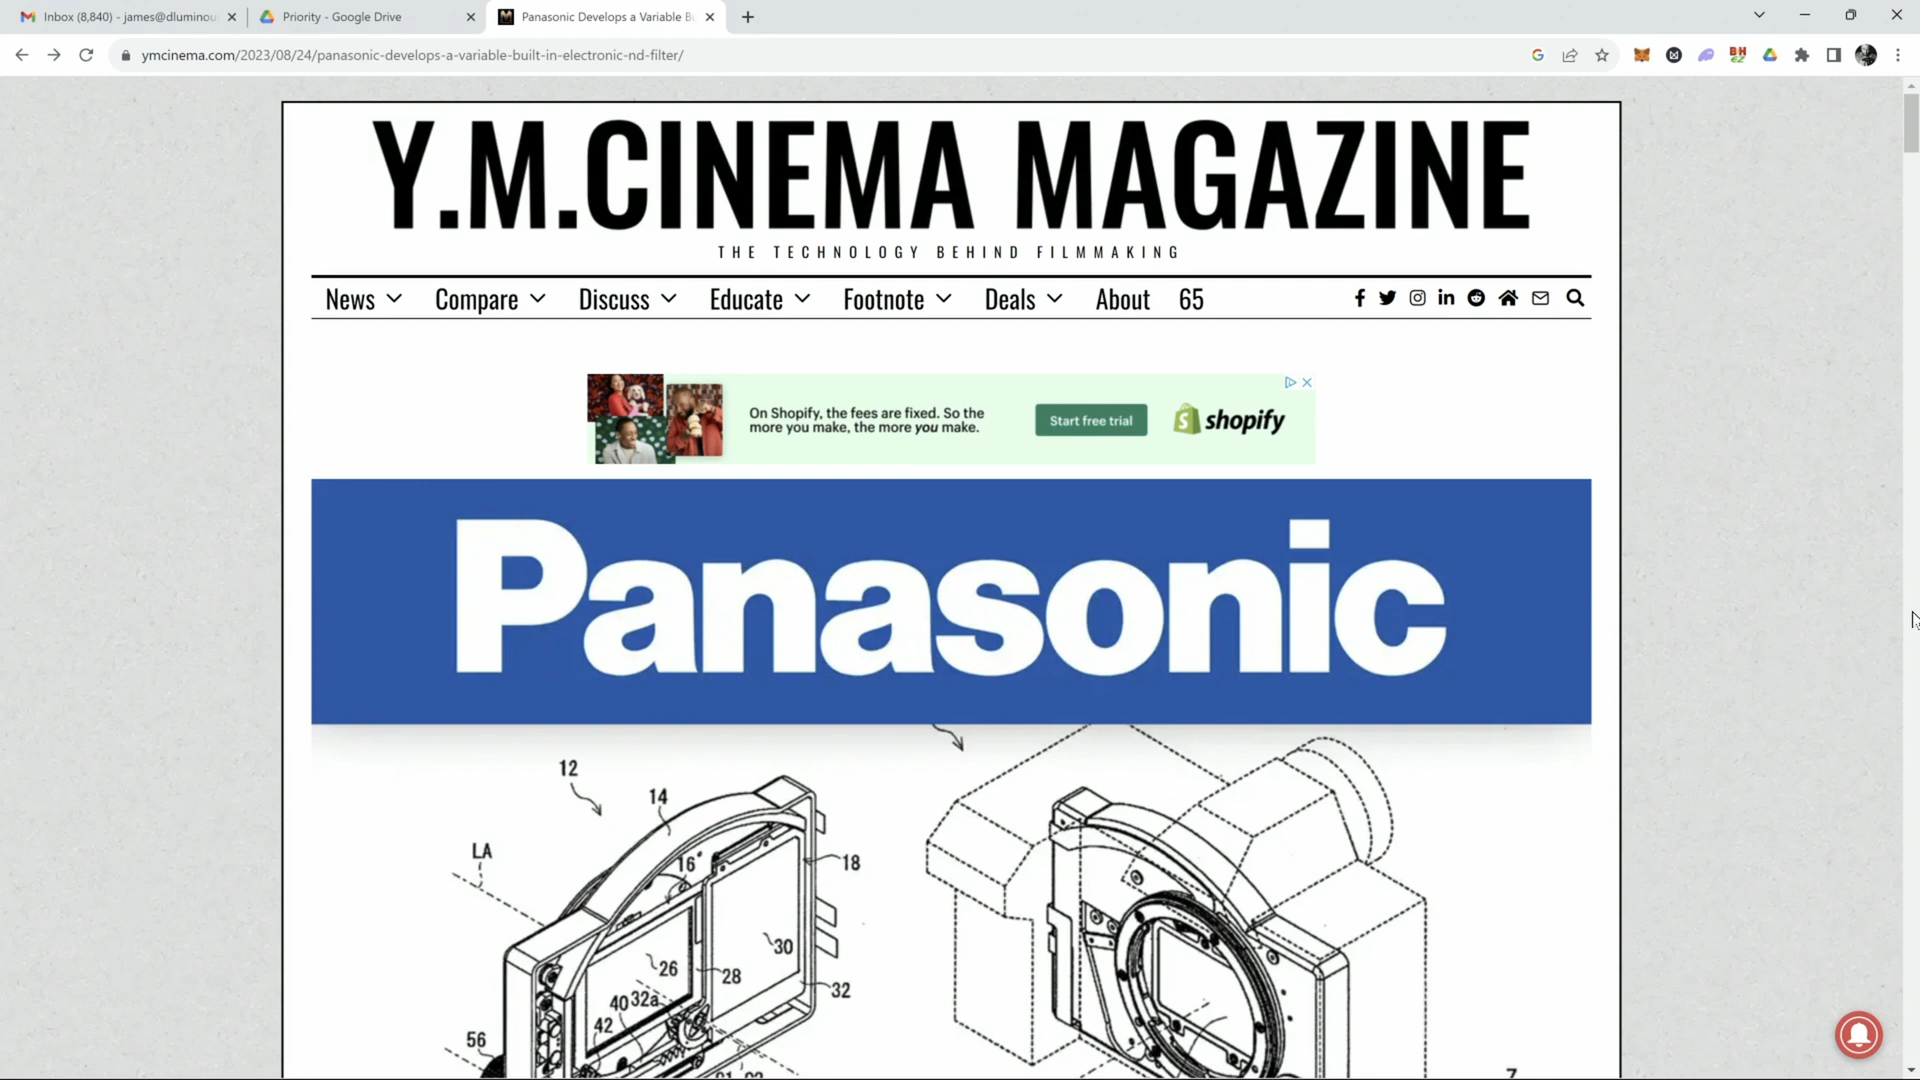 Inbox (8,840) - james@dlumino
Priority - Google Drive
Panasonic Develops a Variable B
ymcinema.com/2023/08/24/panasonic-develops-a-variable-built-in-electronic-nd-filter/
Y.M.CINEMA MAGAZINE
THE TECHNOLOGY BEHIND FILMMAKING
News Compare Discuss Educate Footnote Deals About 65
On Shopify, the fees are fixed. So the
more you make, the more you make.
Start free trial
shopify
Panasonic
12
14
LA
16
18
30
26
28
32
40 32a
42
56